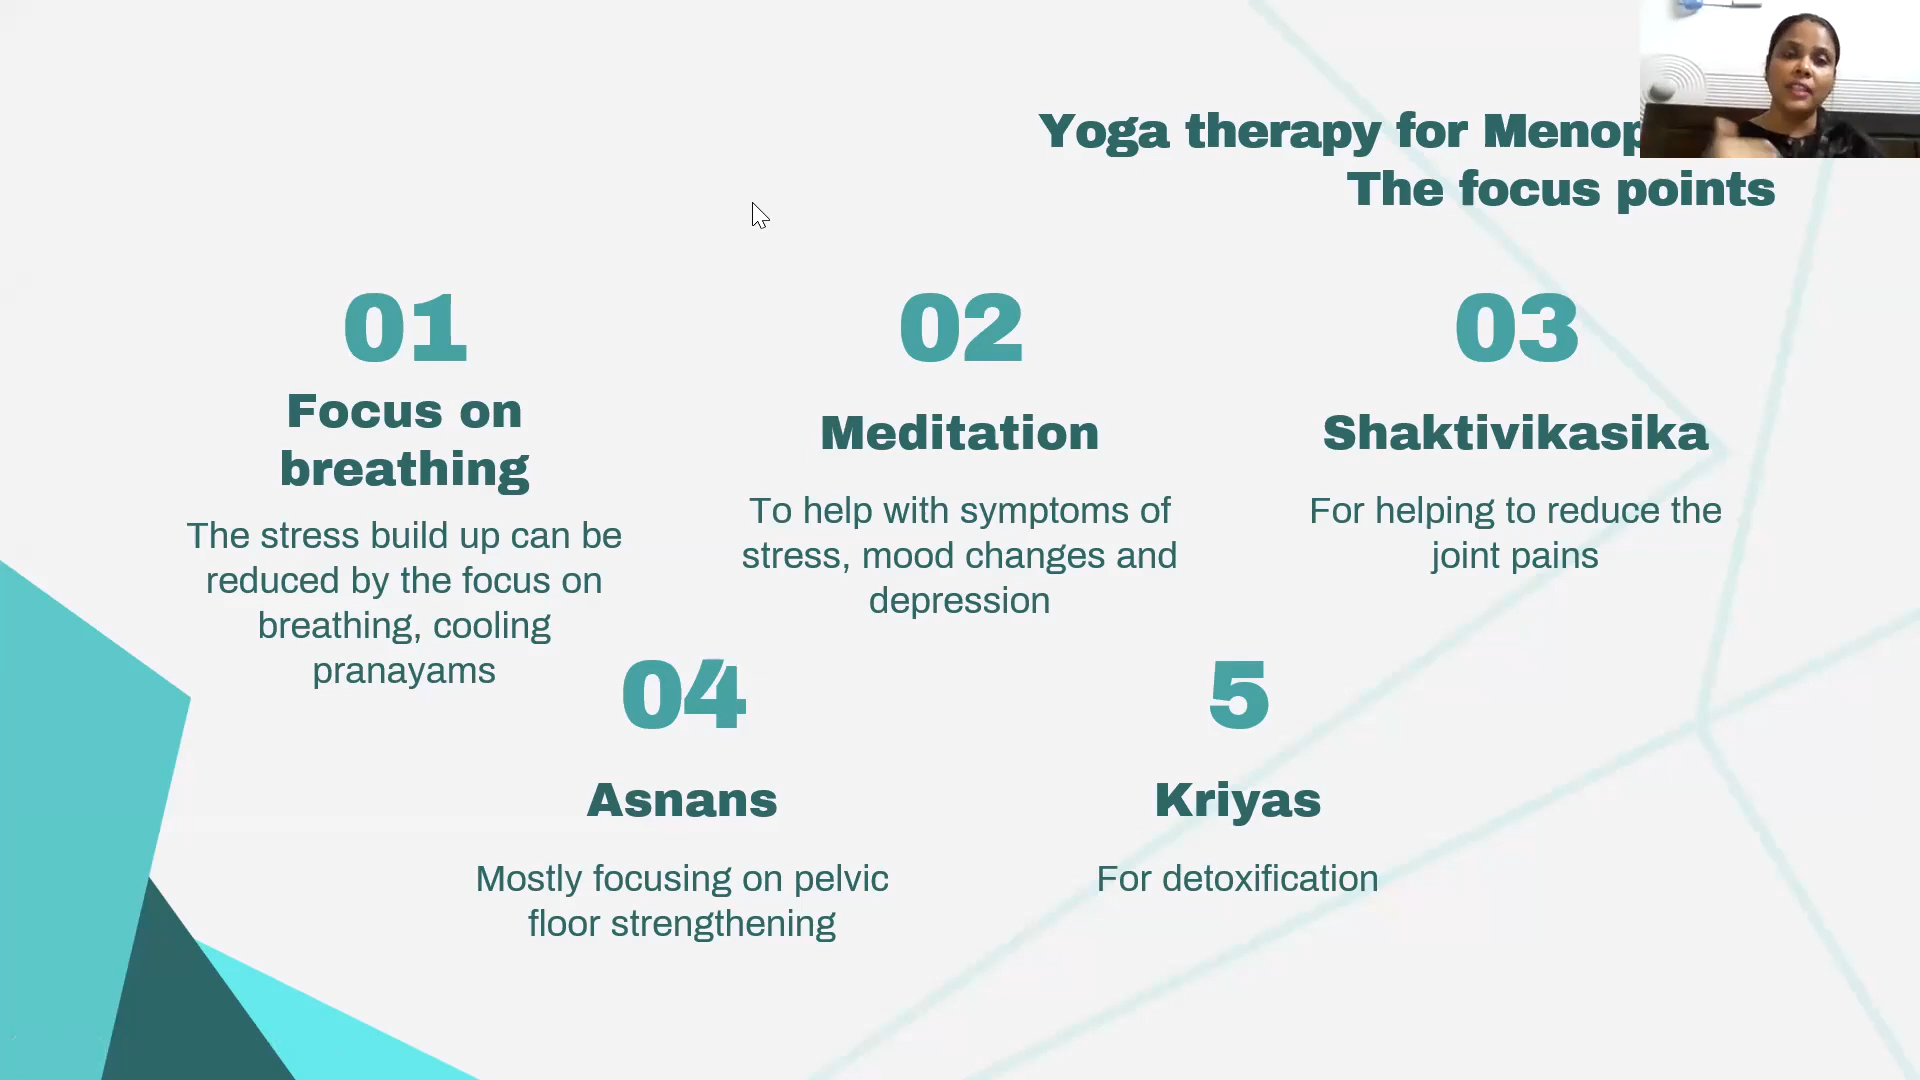 Yoga therapy for
The focus points
01
Focus on
breathing
The stress build up can be
reduced by the focus on
breathing, cooling
pranayams
02
Meditation
To help with symptoms of
stress, mood changes and
depression
03
Shaktivikasika
For helping to reduce the
joint pains
04
Asnans
Mostly focusing on pelvic
floor strengthening
5
Kriyas
For detoxification